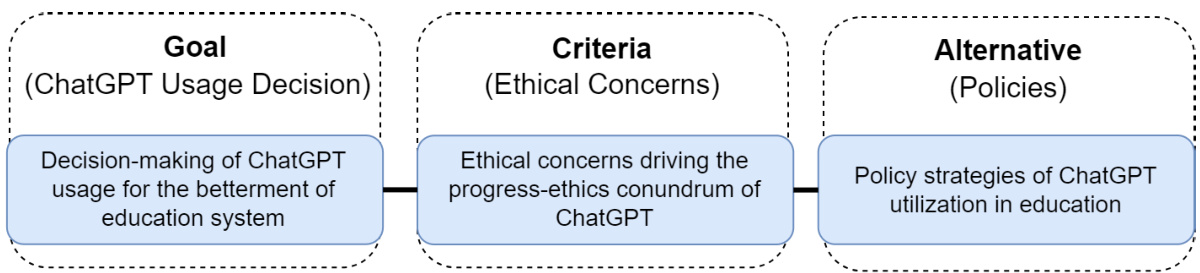 Goal
(ChatGPT Usage Decision)
Decision-making of ChatGPT
usage for the betterment of
education system
Criteria
(Ethical Concerns)
Ethical concerns driving the
progress-ethics conundrum of
ChatGPT
Alternative
(Policies)
Policy strategies of ChatGPT
utilization in education